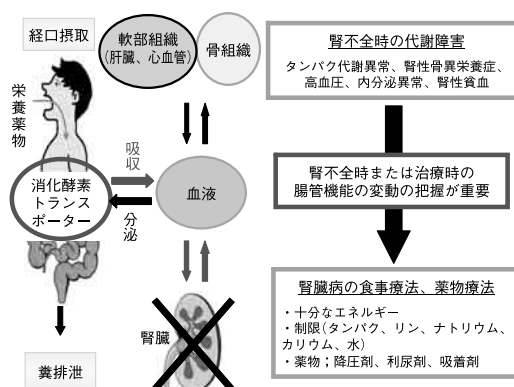 経口摂取
栄養薬物
軟部組織
(肝臓、心血管)
骨組織
吸収
消化酵素
トランス
ポーター
血液
分泌
腎臓
糞排泄
腎不全時の代謝障害
タンパク代謝異常、腎性骨異栄養症、
高血圧、内分泌異常、腎性貧血
腎不全時または治療時の
腸管機能の変動の把握が重要
腎臓病の食事療法、薬物療法
・十分なエネルギー
・制限(タンパク、リン、ナトリウム、
カリウム、水)
・薬物；降圧剤、利尿剤、吸着剤